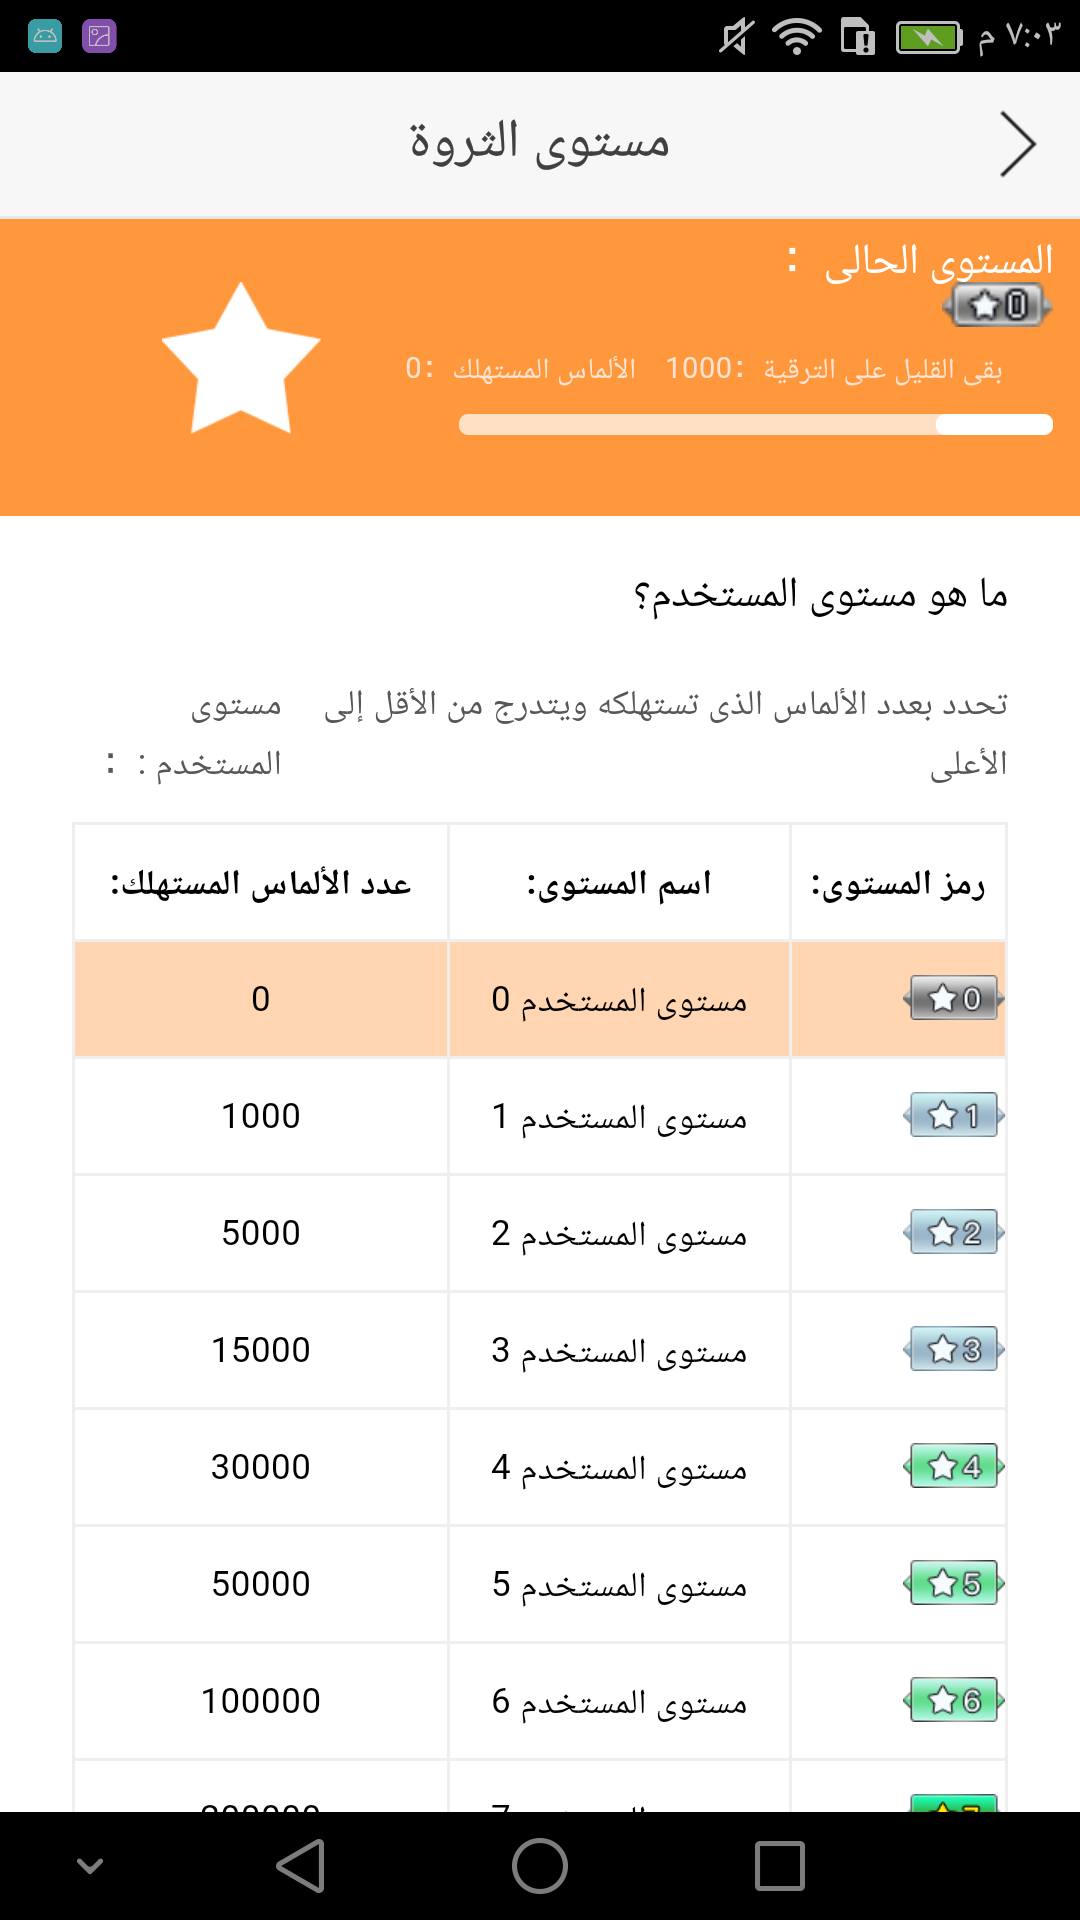 ٧:٠٣ م
مستوى الثروة
المستوى الحالى :
0
بقى القليل على الترقية :1000 الألماس المستهلك :0
ما هو مستوى المستخدم؟
تحدد بعدد الألماس الذى تستهلكه ويتدرج من الأقل إلى الأعلى
مستوى المستخدم : :
رمز المستوى: اسم المستوى: عدد الألماس المستهلك:
0 مستوى المستخدم 0 0
1 مستوى المستخدم 1 1000
2 مستوى المستخدم 2 5000
3 مستوى المستخدم 3 15000
4 مستوى المستخدم 4 30000
5 مستوى المستخدم 5 50000
6 مستوى المستخدم 6 100000